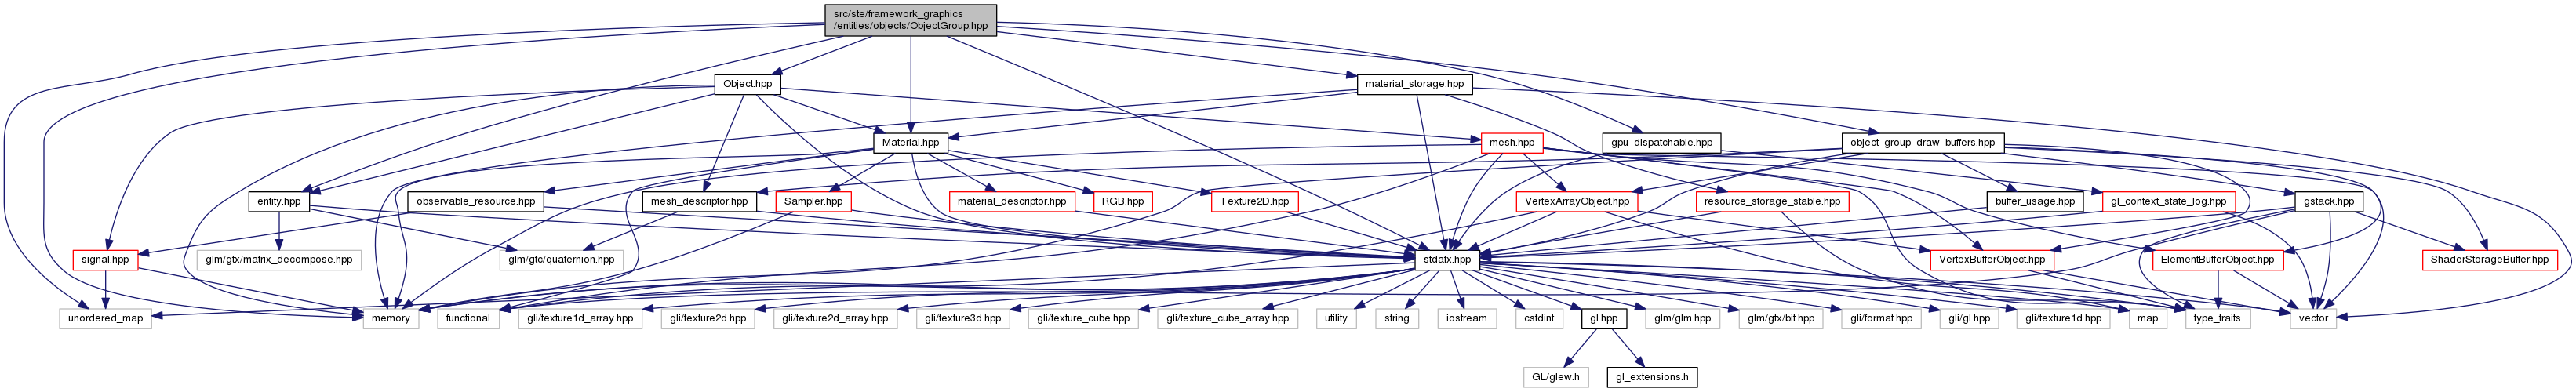 src/ste/framework_graphics
/entities/objects/ObjectGroup.hpp
Object.hpp
material_storage.hpp
Material.hpp
mesh.hpp
gpu_dispatchable.hpp
object_group_draw_buffers.hpp
entity.hpp
observable_resource.hpp
mesh_descriptor.hpp
Sampler.hpp
material_descriptor.hpp
RGB.hpp
Texture2D.hpp
VertexArrayObject.hpp
resource_storage_stable.hpp
buffer_usage.hpp
gl_context_state_log.hpp
gstack.hpp
signal.hpp
glm/gtx/matrix_decompose.hpp
glm/gtc/quaternion.hpp
stdafx.hpp
VertexBufferObject.hpp
ElementBufferObject.hpp
ShaderStorageBuffer.hpp
unordered_map
memory
functional
gli/texture1d_array.hpp
gli/texture2d.hpp
gli/texture2d_array.hpp
gli/texture3d.hpp
gli/texture_cube.hpp
gli/texture_cube_array.hpp
utility
string
iostream
cstdint
gl.hpp
glm/glm.hpp
glm/gtx/bit.hpp
gli/format.hpp
gli/gl.hpp
gli/texture1d.hpp
map
type_traits
vector
GL/glew.h
gl_extensions.h